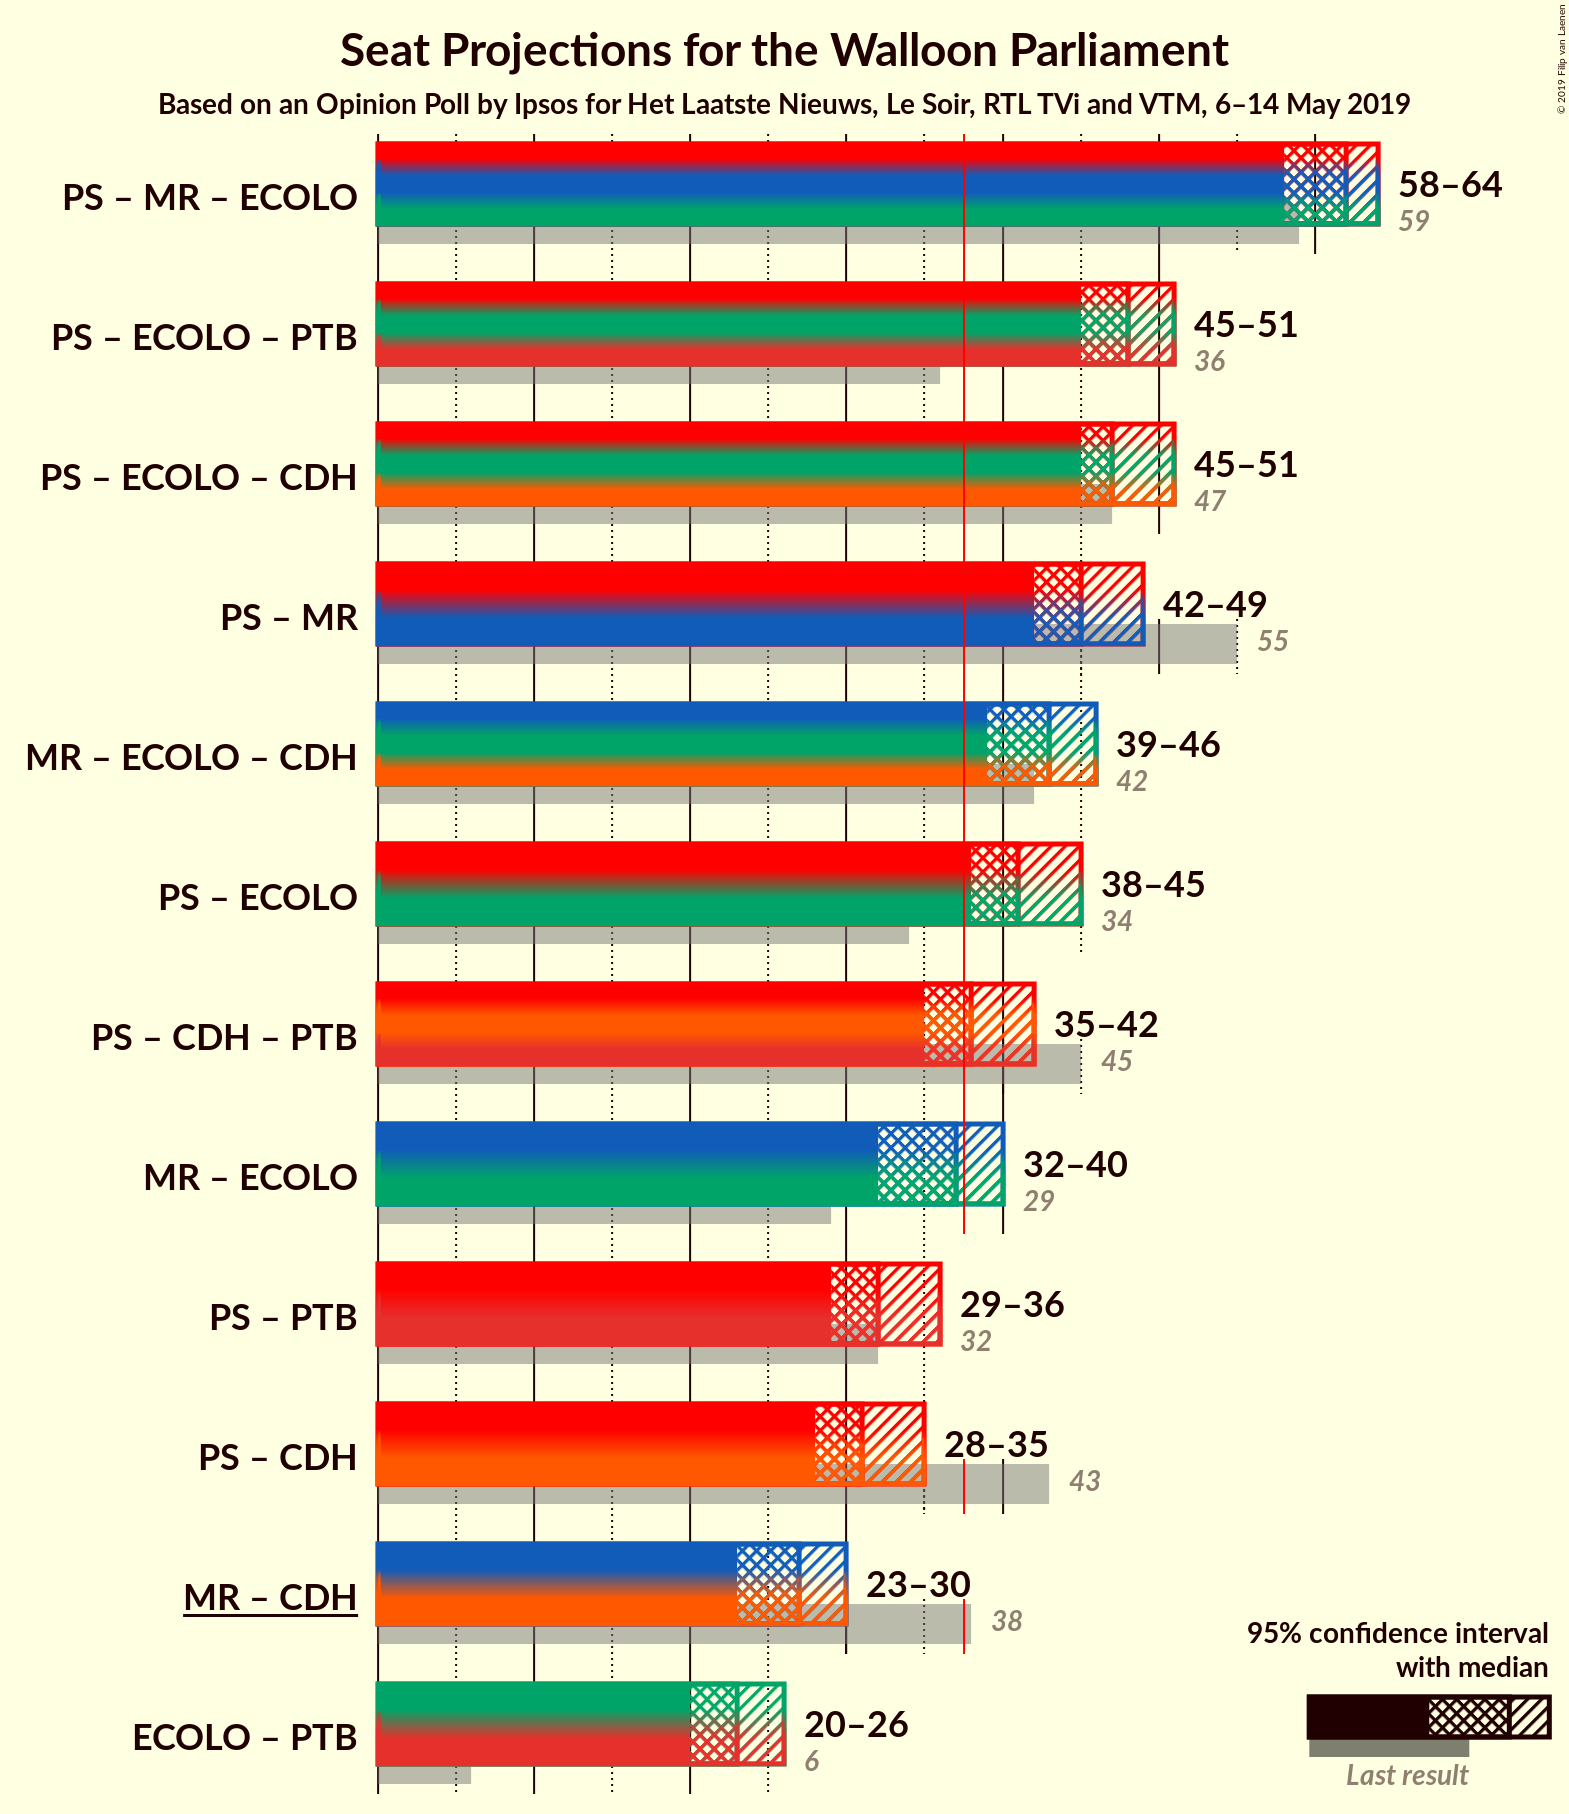 Seat Projections for the Walloon Parliament
Based on an Opinion Poll by Ipsos for Het Laatste Nieuws, Le Soir, RTL TVi and VTM, 6–14 May 2019
© 2019 Filip van Laenen
PS – MR – ECOLO
58–64
59
PS – ECOLO – PTB
45–51
36
PS – ECOLO – CDH
45–51
47
PS – MR
42–49
55
MR – ECOLO – CDH
39–46
42
PS – ECOLO
38–45
34
PS – CDH – PTB
35–42
45
MR – ECOLO
32–40
29
PS – PTB
29–36
32
PS – CDH
28–35
43
MR – CDH
23–30
38
ECOLO – PTB
20–26
6
95% confidence interval
with median
Last result